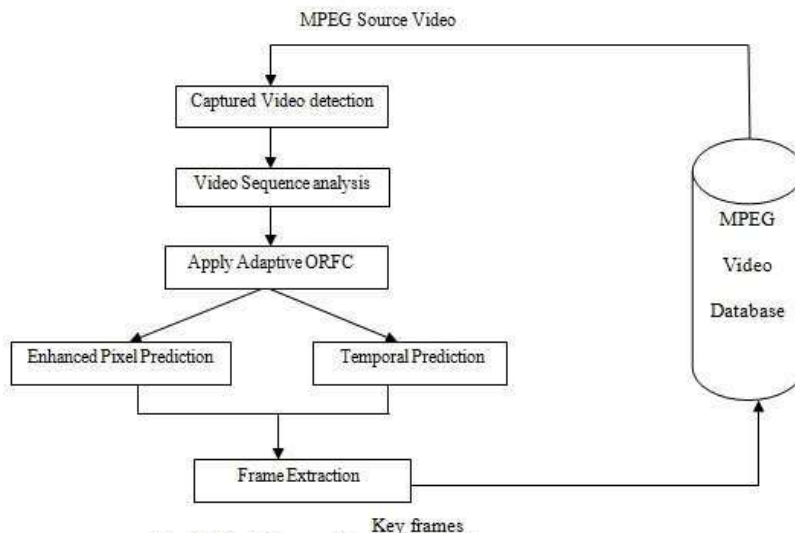 MPEG Source Video
Captured Video detection
Video Sequence analysis
Apply Adaptive ORFC
Enhanced Pixel Prediction
Temporal Prediction
MPEG
Video
Database
Frame Extraction
Key frames